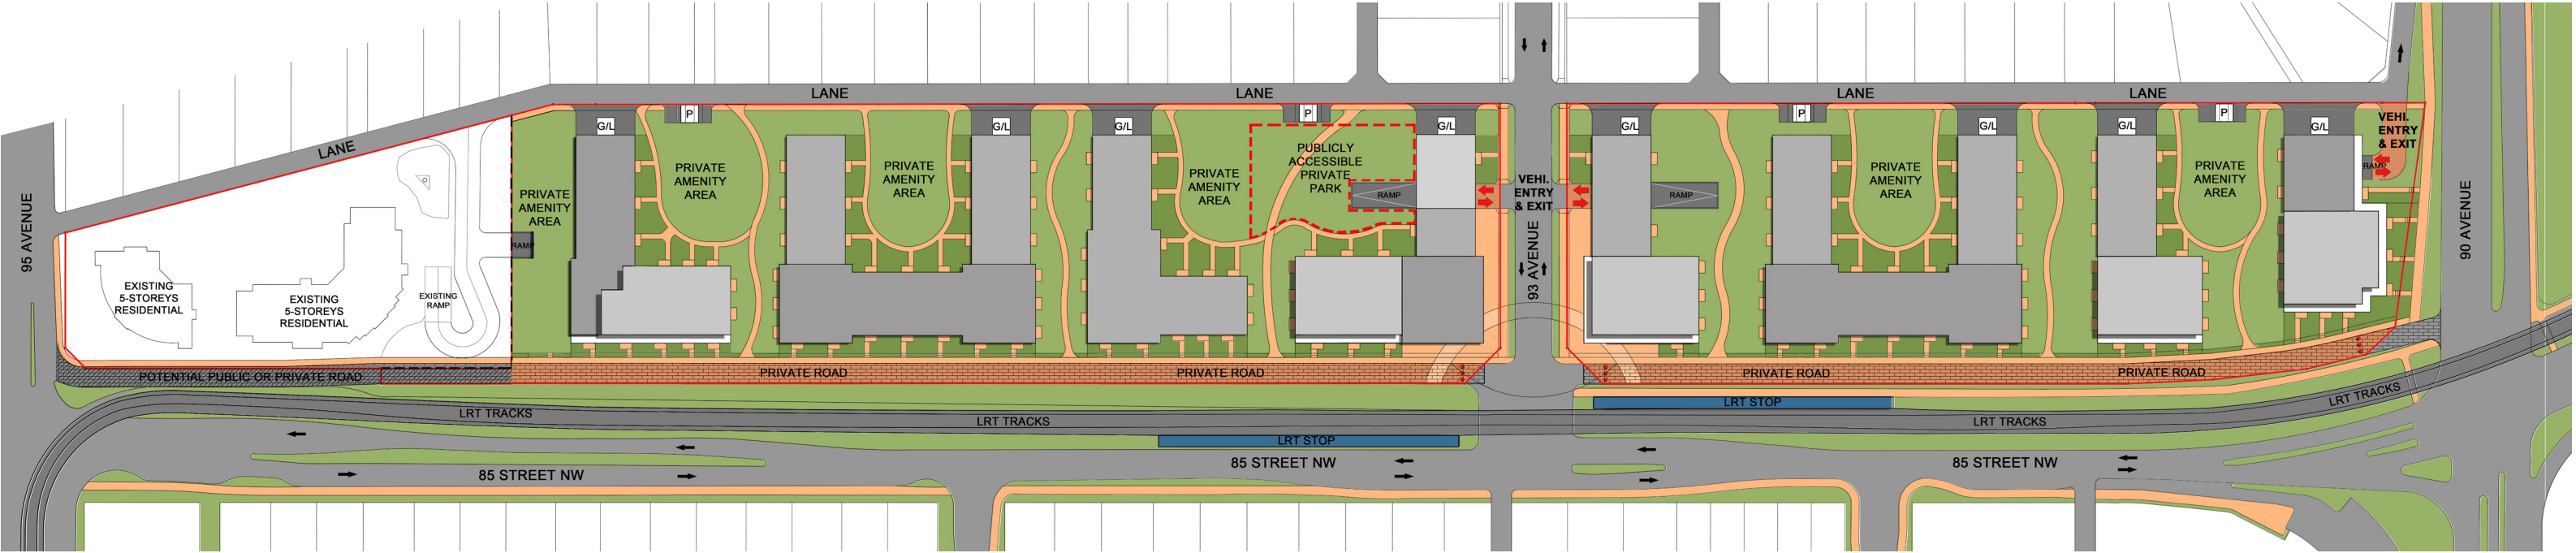 LANE
LANE
LANE
LANE
LANE
P
P
P
P
G/L
G/L
G/L
G/L
G/L
G/L
G/L
G/L
VEHI.
ENTRY
& EXIT
RAMP
95 AVENUE
PRIVATE
AMENITY
AREA
PRIVATE
AMENITY
AREA
PRIVATE
AMENITY
AREA
PRIVATE
AMENITY
AREA
PUBLICLY
ACCESSIBLE
PRIVATE
PARK
RAMP
VEHI.
ENTRY
& EXIT
RAMP
PRIVATE
AMENITY
AREA
PRIVATE
AMENITY
AREA
90 AVENUE
RAMP
93 AVENUE
EXISTING
5-STOREYS
RESIDENTIAL
EXISTING
5-STOREYS
RESIDENTIAL
EXISTING
RAMP
POTENTIAL PUBLIC OR PRIVATE ROAD
PRIVATE ROAD
PRIVATE ROAD
PRIVATE ROAD
PRIVATE ROAD
LRT TRACKS
LRT TRACKS
LRT STOP
LRT TRACKS
LRT TRACKS
LRT STOP
85 STREET NW
85 STREET NW
85 STREET NW